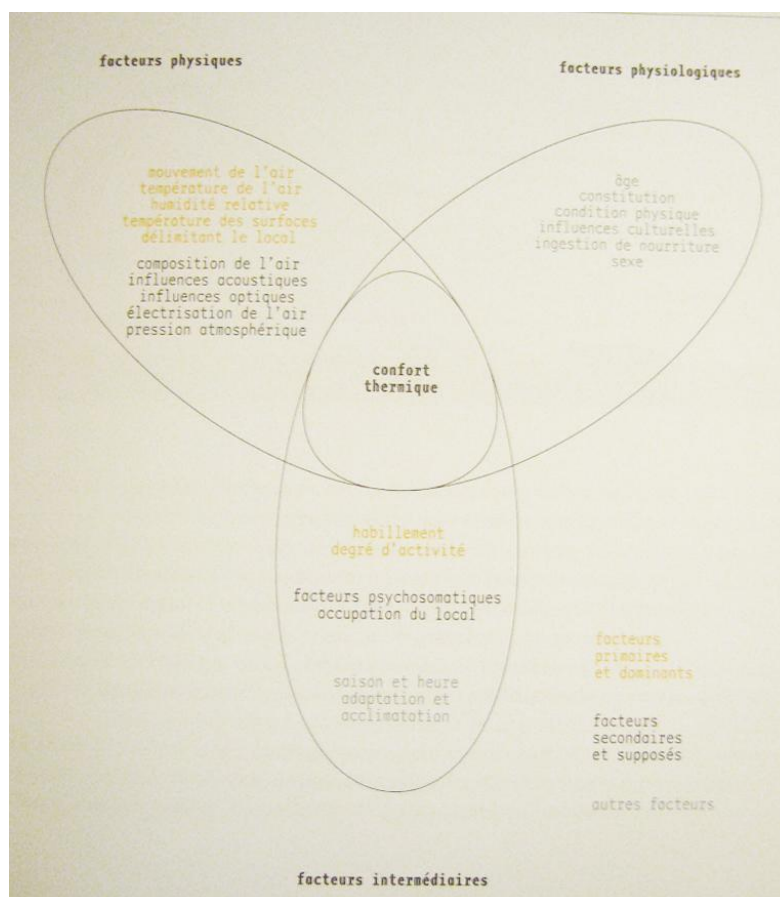 facteurs physiques
facteurs physiologiques
mouvement de l'air
température de l'air
humidité relative
température des surfaces
délimitant le local
composition de l'air
influences acoustiques
influences optiques
électrisation de l'air
pression atmosphérique
âge
constitution
condition physique
influences culturelles
ingestion de nourriture
sexe
confort
thermique
habillement
degré d'activité
facteurs psychosomatiques
occupation du local
saison et heure
adaptation et
acclimatation
facteurs
primaires
et dominants
facteurs
secondaires
et supposés
autres facteurs
facteurs intermédiaires